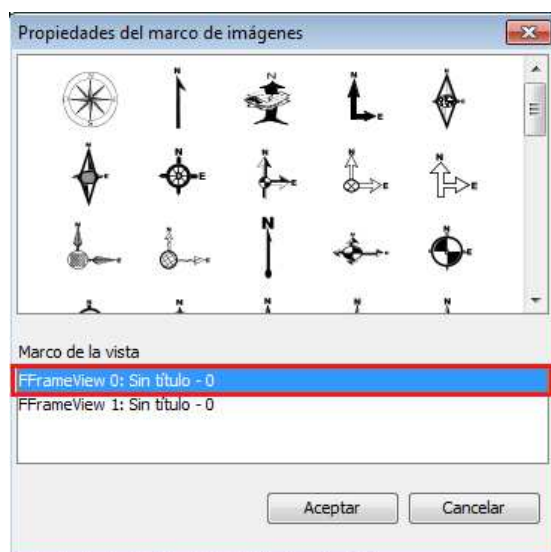 Propiedades del marco de imágenes
N
N
N
E
N
N
E
N
E
N
E
N
E
N
N
E
N
N
N
N
Marco de la vista
FFrameView 0: Sin título - 0
FFrameView 1: Sin título - 0
Aceptar
Cancelar